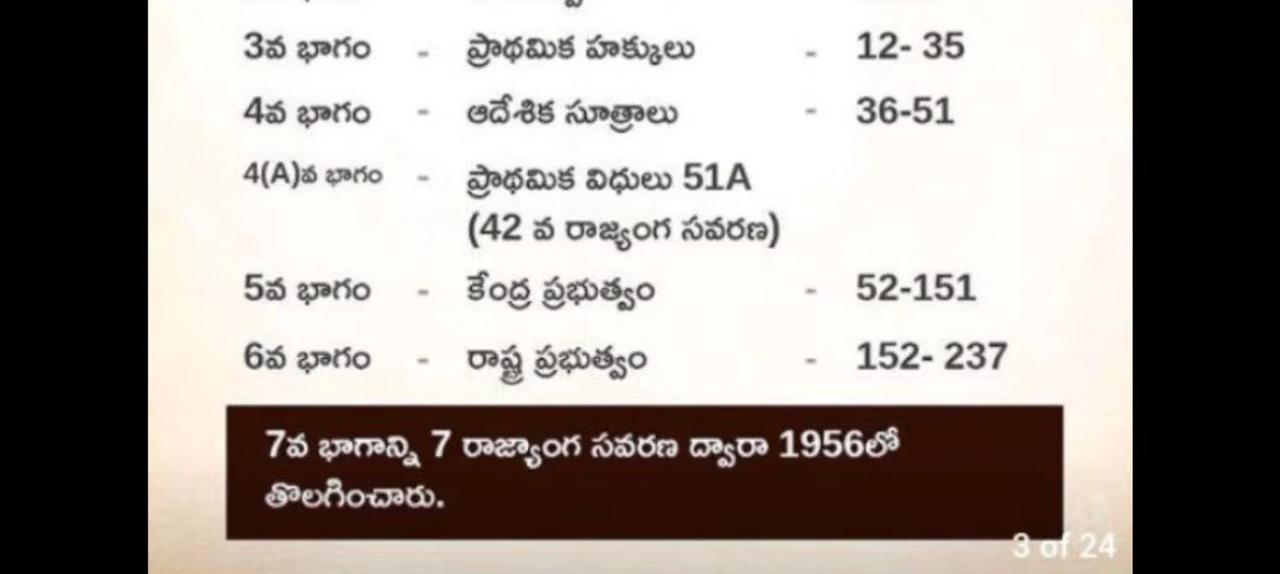 3వ భాగం - ప్రాథమిక హక్కులు - 12- 35
4వ భాగం - ఆదేశిక సూత్రాలు - 36-51
4(A)వ భాగం - ప్రాథమిక విధులు 51A
(42 వ రాజ్యంగ సవరణ)
5వ భాగం - కేంద్ర ప్రభుత్వం - 52-151
6వ భాగం - రాష్ట్ర ప్రభుత్వం - 152- 237
7వ భాగాన్ని 7 రాజ్యాంగ సవరణ ద్వారా 1956లో
తొలగించారు.
3 of 24